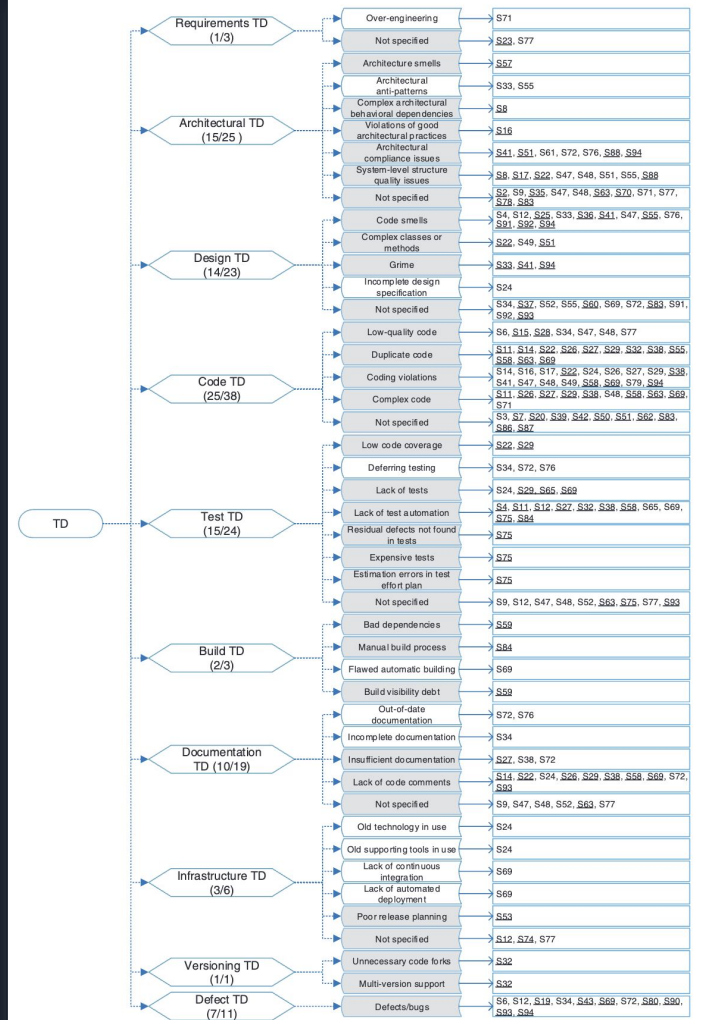 TD
Requirements TD
(1/3)
Over-engineering
S71
Not specified
S23, S77
Architectural TD
(15/25 )
Architecture smells
S57
Architectural
anti-patterns
S33, S55
Complex architectural
behavioral dependencies
S8
Violations of good
architectural practices
S16
Architectural
compliance issues
S41, S51, S61, S72, S76, S88, S94
System-level structure
quality issues
S8, S17, S22, S47, S48, S51, S55, S88
Not specified
S2, S9, S35, S47, S48, S63, S70, S71, S77,
S78, S83
Design TD
(14/23)
Code smells
S4, S12, S25, S33, S36, S41, S47, S55, S76,
S91, S92, S94
Complex classes or
methods
S22, S49, S51
Grime
S33, S41, S94
Incomplete design
specification
S24
Not specified
S34, S37, S52, S55, S60, S69, S72, S83, S91,
S92, S93
Code TD
(25/38)
Low-quality code
S6, S15, S28, S34, S47, S48, S77
Duplicate code
S11, S14, S22, S26, S27, S29, S32, S38, S55,
S58, S63, S69
Coding violations
S14, S16, S17, S22, S24, S26, S27, S29, S38,
S41, S47, S48, S49, S58, S69, S79, S94
Complex code
S11, S26, S27, S29, S38, S48, S58, S63, S69,
S71
Not specified
S3, S7, S20, S39, S42, S50, S51, S62, S83,
S86, S87
Test TD
(15/24)
Low code coverage
S22, S29
Deferring testing
S34, S72, S76
Lack of tests
S24, S29, S65, S69
Lack of test automation
S4, S11, S12, S27, S32, S38, S58, S65, S69,
S75, S84
Residual defects not found
in tests
S75
Expensive tests
S75
Estimation errors in test
effort plan
S75
Not specified
S9, S12, S47, S48, S52, S63, S75, S77, S93
Build TD
(2/3)
Bad dependencies
S59
Manual build process
S84
Flawed automatic building
S69
Build visibility debt
S59
Documentation
TD (10/19)
Out-of-date
documentation
S72, S76
Incomplete documentation
S34
Insufficient documentation
S27, S38, S72
Lack of code comments
S14, S22, S24, S26, S29, S38, S58, S69, S72,
S93
Not specified
S9, S47, S48, S52, S63, S77
Infrastructure TD
(3/6)
Old technology in use
S24
Old supporting tools in use
S24
Lack of continuous
integration
S69
Lack of automated
deployment
S69
Poor release planning
S53
Not specified
S12, S74, S77
Versioning TD
(1/1)
Unnecessary code forks
S32
Multi-version support
S32
Defect TD
(7/11)
Defects/bugs
S6, S12, S19, S34, S43, S69, S72, S80, S90,
S93, S94